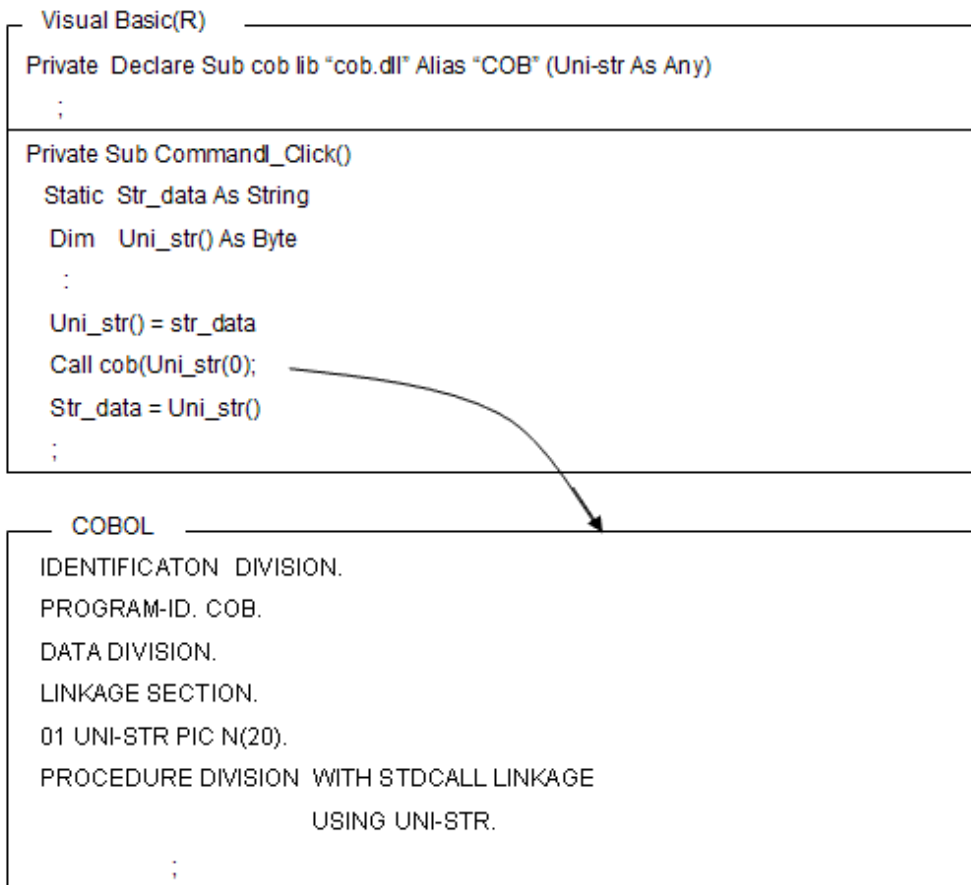 Visual Basic(R)
Private Declare Sub cob lib “cob.dll” Alias “COB” (Uni-str As Any)
;
Private Sub Commandl_Click()
Static Str_data As String
Dim Uni_str() As Byte
:
Uni_str() = str_data
Call cob(Uni_str(0);
Str_data = Uni_str()
;
COBOL
IDENTIFICATON DIVISION.
PROGRAM-ID. COB.
DATA DIVISION.
LINKAGE SECTION.
01 UNI-STR PIC N(20).
PROCEDURE DIVISION WITH STDCALL LINKAGE
USING UNI-STR.
;